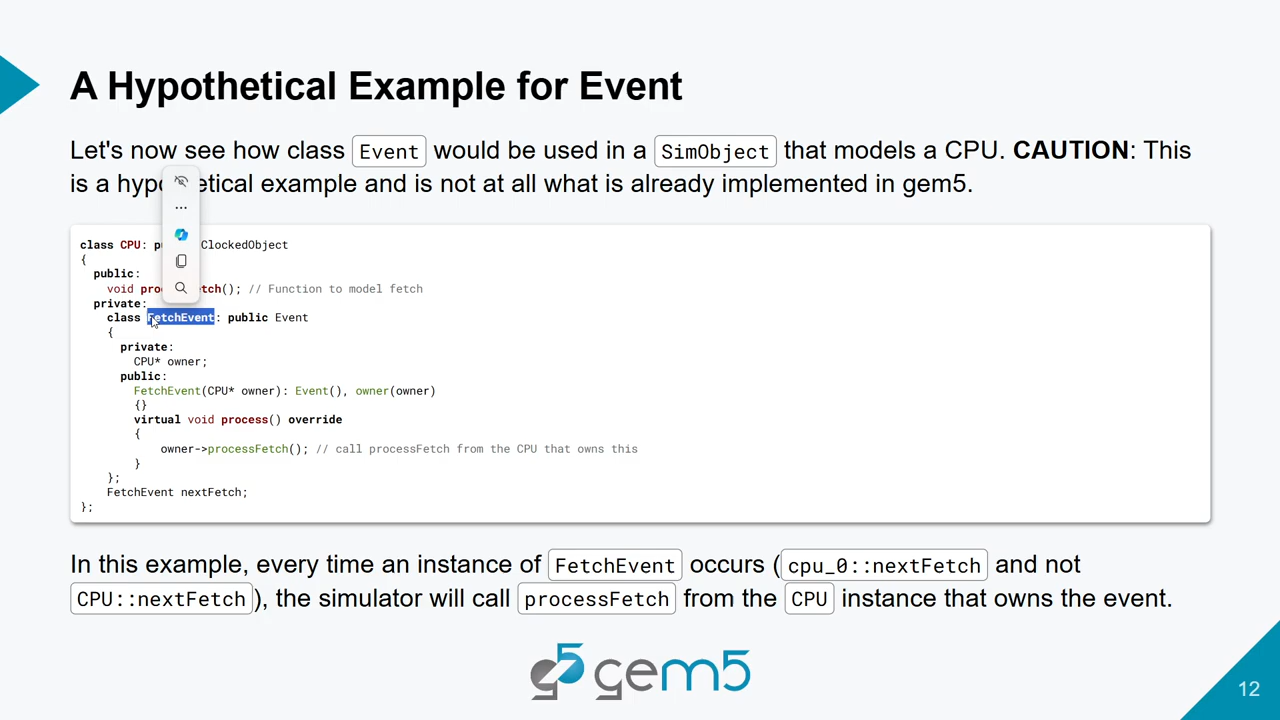 A Hypothetical Example for Event
Let's now see how class Event would be used in a SimObject that models a CPU. CAUTION: This
is a hypothetical example and is not at all what is already implemented in gem5.
class CPU: public ClockedObject
{
public:
void processFetch(); // Function to model fetch
private:
class FetchEvent: public Event
{
private:
CPU* owner;
public:
FetchEvent(CPU* owner): Event(), owner(owner)
{}
virtual void process() override
{
owner->processFetch(); // call processFetch from the CPU that owns this
}
};
FetchEvent nextFetch;
};
In this example, every time an instance of FetchEvent occurs (cpu_0::nextFetch and not
CPU::nextFetch), the simulator will call processFetch from the CPU instance that owns the event.
g5 gem5
12